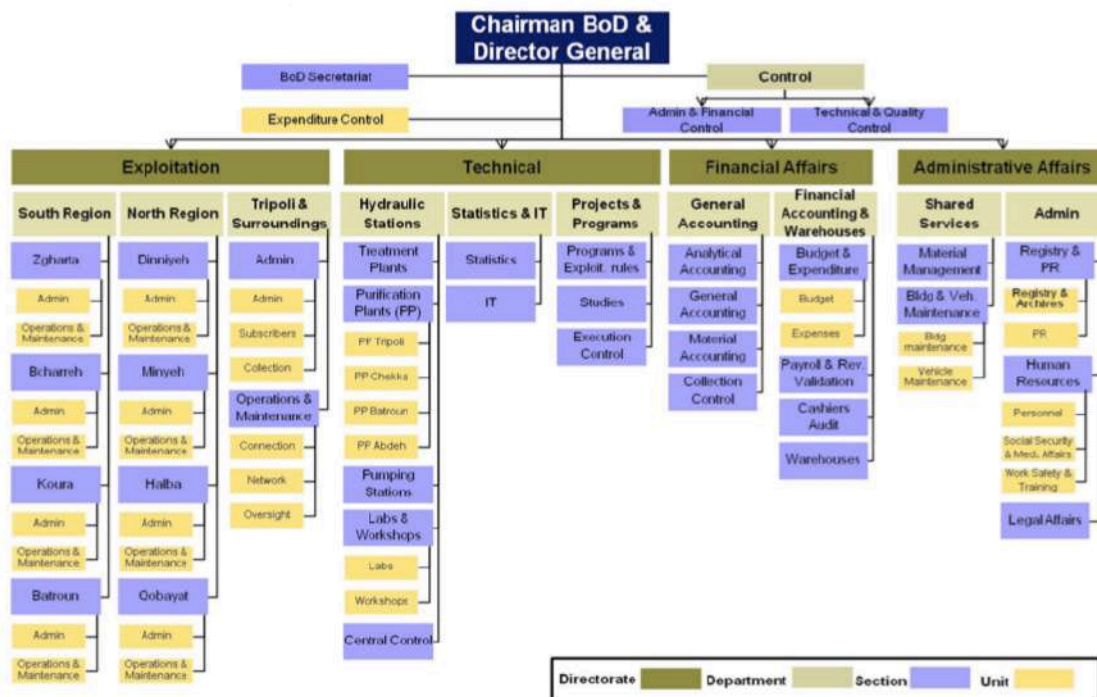 Chairman BoD &
Director General
BoD Secretariat
Control
Expenditure Control
Admin & Financial
Control
Technical & Quality
Control
Exploitation
Technical
Financial Affairs
Administrative Affairs
South Region
North Region
Tripoli &
Surroundings
Hydraulic
Stations
Statistics & IT
Projects &
Programs
General
Accounting
Financial
Accounting &
Warehouses
Shared
Services
Admin
Zgharta
Admin
Operations &
Maintenance
Bcharreh
Admin
Operations &
Maintenance
Koura
Admin
Operations &
Maintenance
Batroun
Admin
Operations &
Maintenance
Dinniyeh
Admin
Operations &
Maintenance
Minyeh
Admin
Operations &
Maintenance
Halba
Admin
Operations &
Maintenance
Qobayat
Admin
Operations &
Maintenance
Admin
Admin
Subscribers
Collection
Operations &
Maintenance
Connection
Network
Oversight
Treatment
Plants
Purification
Plants (PP)
PP Tripoli
PP Chekka
PP Batroun
PP Abdeh
Pumping
Stations
Labs &
Workshops
Labs
Workshops
Central Control
Statistics
IT
Programs &
Exploit. rules
Studies
Execution
Control
Analytical
Accounting
General
Accounting
Material
Accounting
Collection
Control
Budget &
Expenditure
Budget
Expenses
Payroll & Rev.
Validation
Cashiers
Audit
Warehouses
Material
Management
Bldg & Veh.
Maintenance
Bldg
maintenance
Vehicle
Maintenance
Registry &
PR
Registry &
Archives
PR
Human
Resources
Personnel
Social Security
& Med. Affairs
Work Safety &
Training
Legal Affairs
Directorate
Department
Section
Unit